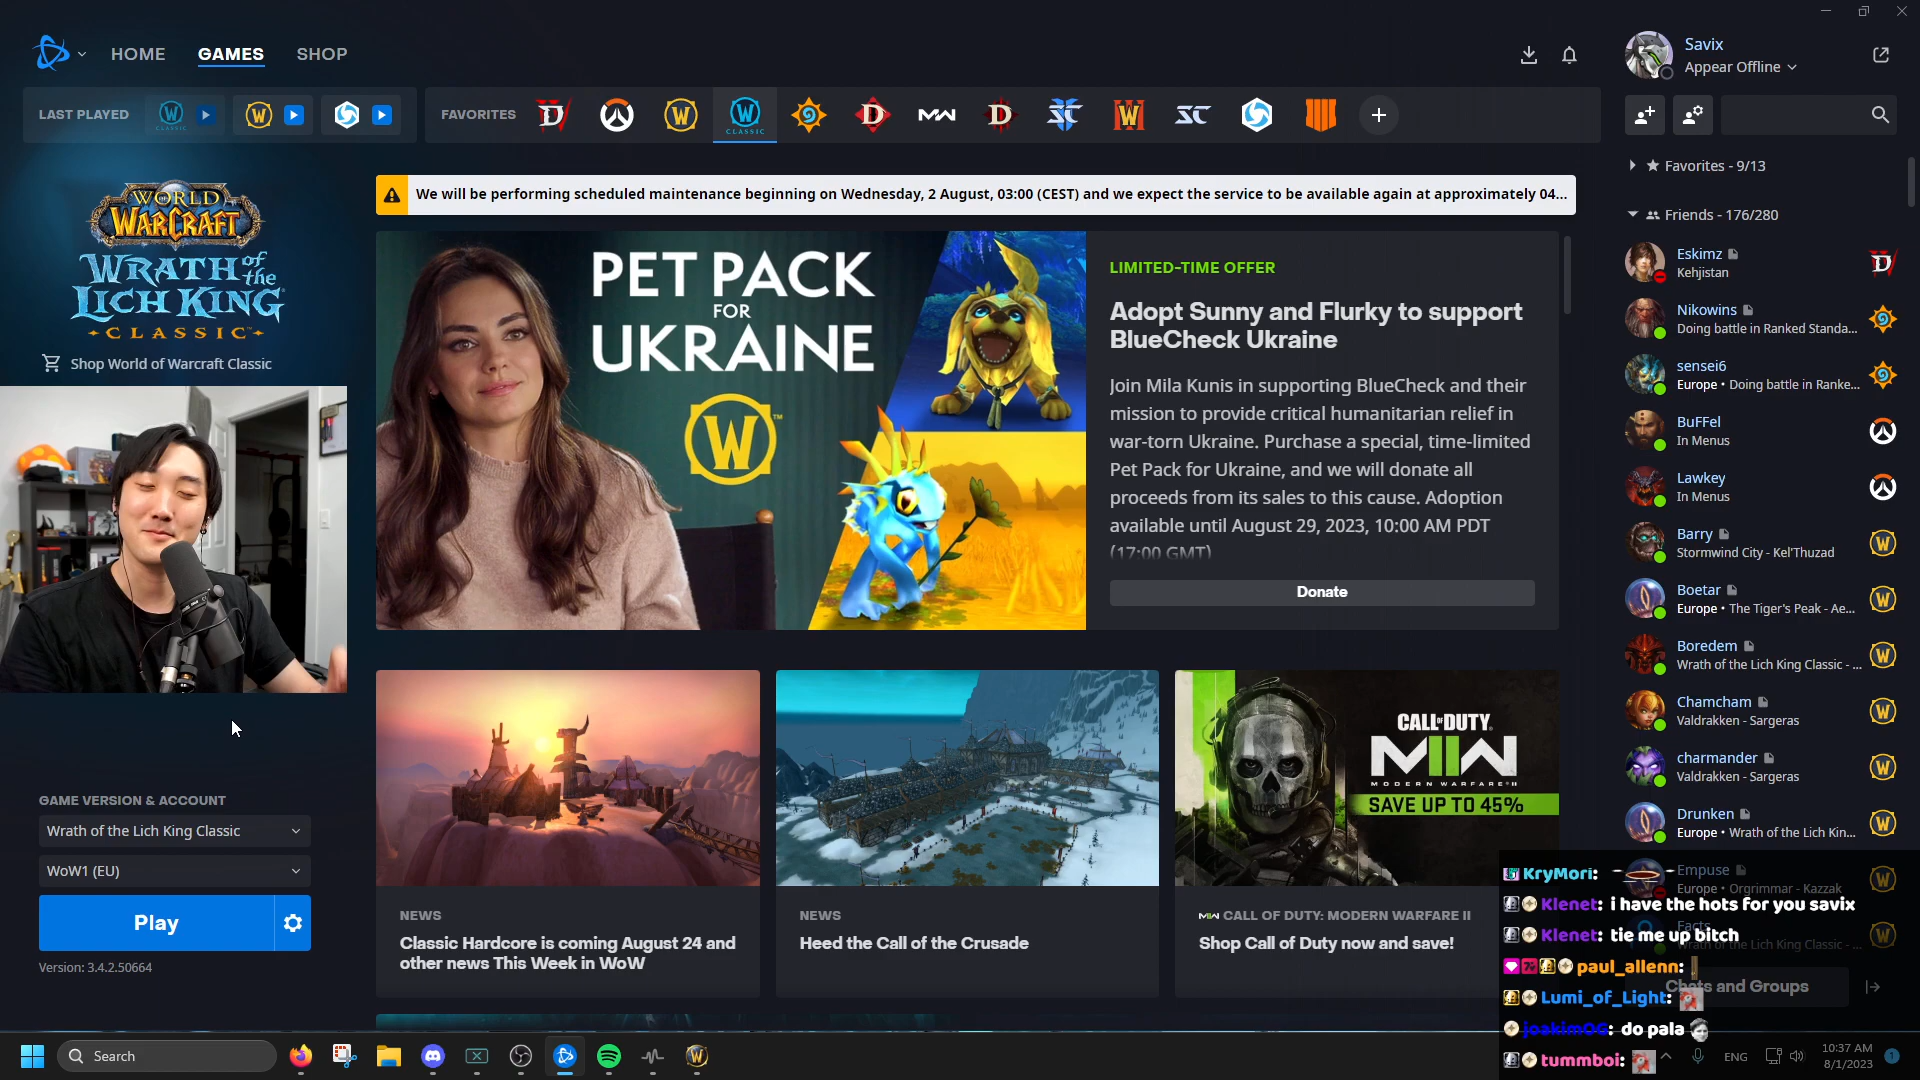 HOME
GAMES
SHOP
Savix
Appear Offline
LAST PLAYED
CLASSIC
FAVORITES
CLASSIC
Favorites - 9/13
Friends - 176/280
WORLD
OF
WARCRAFT
WRATH of the
LICH KING
CLASSIC
Shop World of Warcraft Classic
We will be performing scheduled maintenance beginning on Wednesday, 2 August, 03:00 (CEST) and we expect the service to be available again at approximately 04...
PET PACK
FOR
UKRAINE
LIMITED-TIME OFFER
Adopt Sunny and Flurky to support
BlueCheck Ukraine
Join Mila Kunis in supporting BlueCheck and their
mission to provide critical humanitarian relief in
war-torn Ukraine. Purchase a special, time-limited
Pet Pack for Ukraine, and we will donate all
proceeds from its sales to this cause. Adoption
available until August 29, 2023, 10:00 AM PDT
(17:00 GMT)
Donate
Eskimz
Kehjistan
Nikowins
Doing battle in Ranked Standa...
sensei6
Europe • Doing battle in Ranke...
BuFFel
In Menus
Lawkey
In Menus
Barry
Stormwind City - Kel'Thuzad
Boetar
Europe • The Tiger's Peak - Ae...
Boredem
Wrath of the Lich King Classic - ...
Chamcham
Valdrakken - Sargeras
charmander
Valdrakken - Sargeras
Drunken
Europe • Wrath of the Lich Kin...
Empuse
Europe • Orgrimmar - Kazzak
Facts
Wrath of the Lich King Classic - ...
Chats and Groups
GAME VERSION & ACCOUNT
Wrath of the Lich King Classic
WoW1 (EU)
Play
Version: 3.4.2.50664
NEWS
Classic Hardcore is coming August 24 and
other news This Week in WoW
NEWS
Heed the Call of the Crusade
CALL OF DUTY
MWII
MODERN WARFARE II
SAVE UP TO 45%
CALL OF DUTY: MODERN WARFARE II
Shop Call of Duty now and save!
KryMori:
Klenet: i have the hots for you savix
Klenet: tie me up bitch
paul_allenn:
Lumi_of_Light:
joakimOG: do pala
tummboi:
Search
ENG
10:37 AM
8/1/2023
1